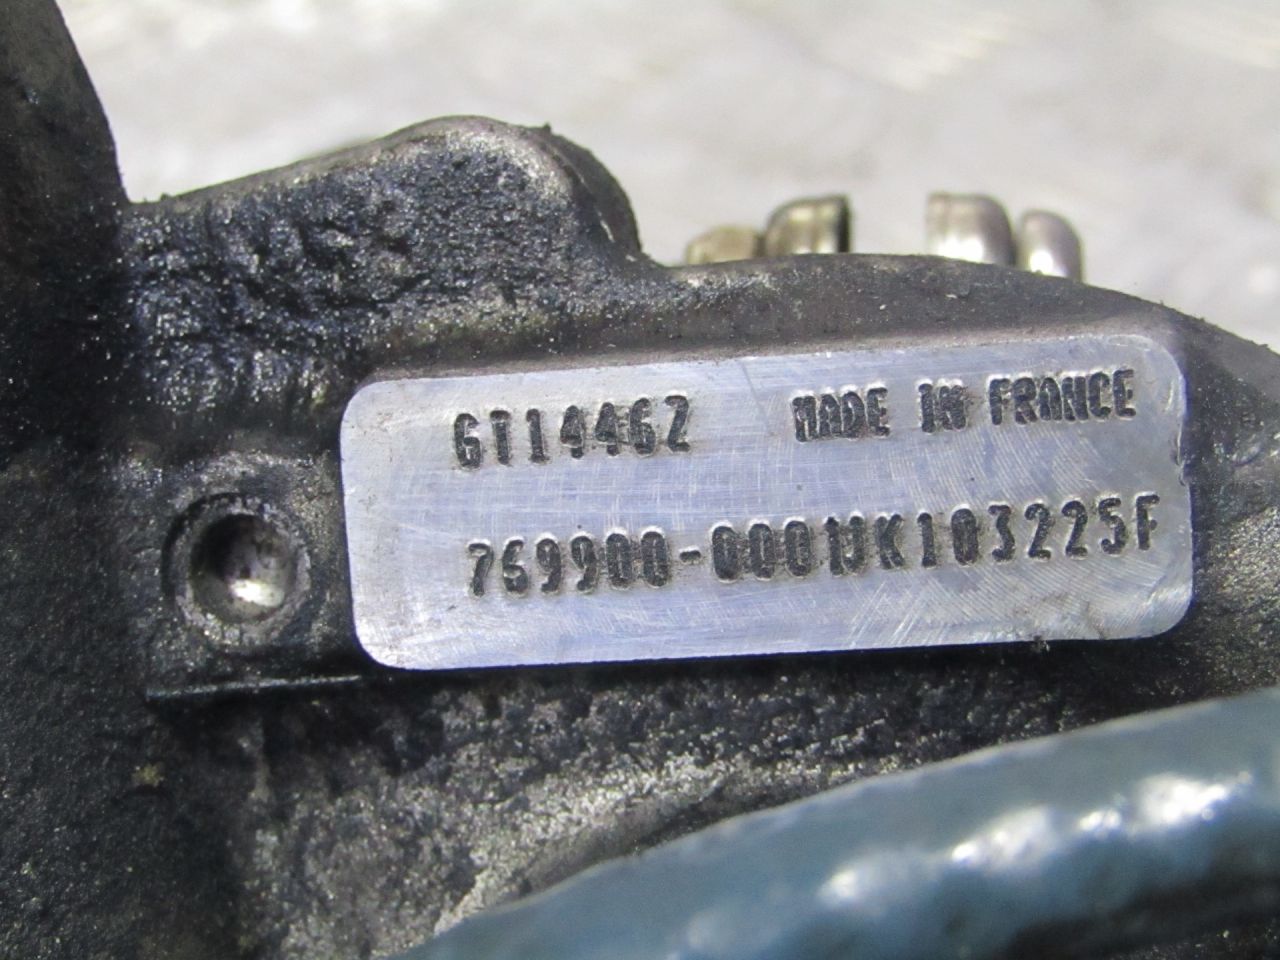 GT1446Z MADE IN FRANCE
769900-0001JK103225F